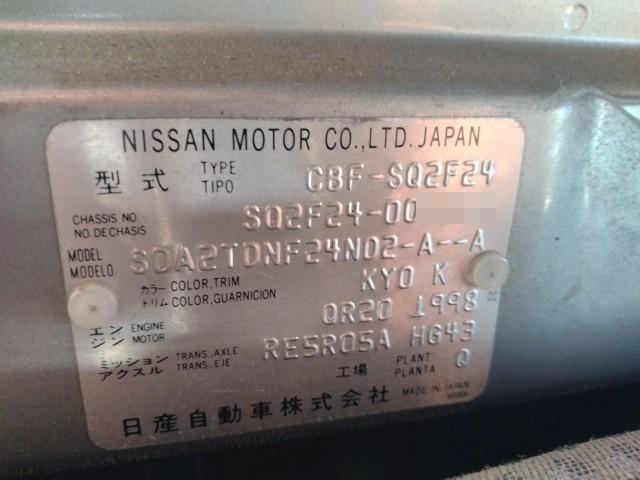 NISSAN MOTOR CO.,LTD. JAPAN
型式 TYPE TIPO CBF-SQ2F24
CHASSIS NO NO. DE CHASIS SQ2F24-00
MODEL MODELO SDA2TDNF24ND2-A--A
カラー COLOR,TRIM トリム COLOR,GUARNICION KY0 K
エンジン ENGINE MOTOR QR20 1998 cc
ミッション アクスル TRANS.,AXLE TRANS.,EJE RE5R05A HG43
工場 PLANT PLANTA Q
日産自動車株式会社 MADE IN JAPAN